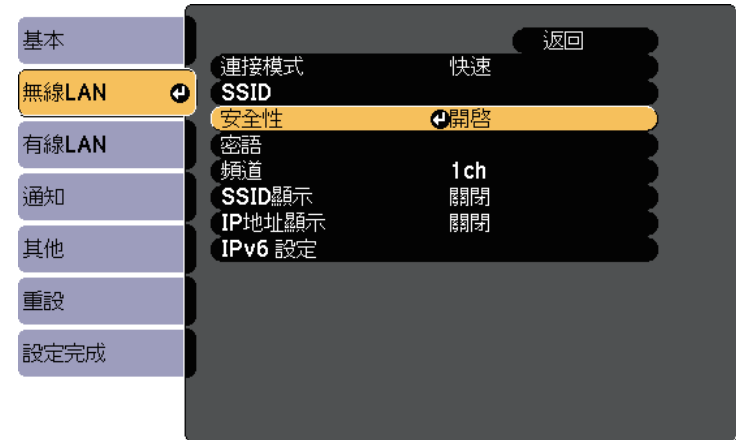 基本
無線LAN
有線LAN
通知
其他
重設
設定完成
返回
連接模式 快速
SSID
安全性 開啓
密語
頻道 1ch
SSID顯示 關閉
IP地址顯示 關閉
IPv6 設定